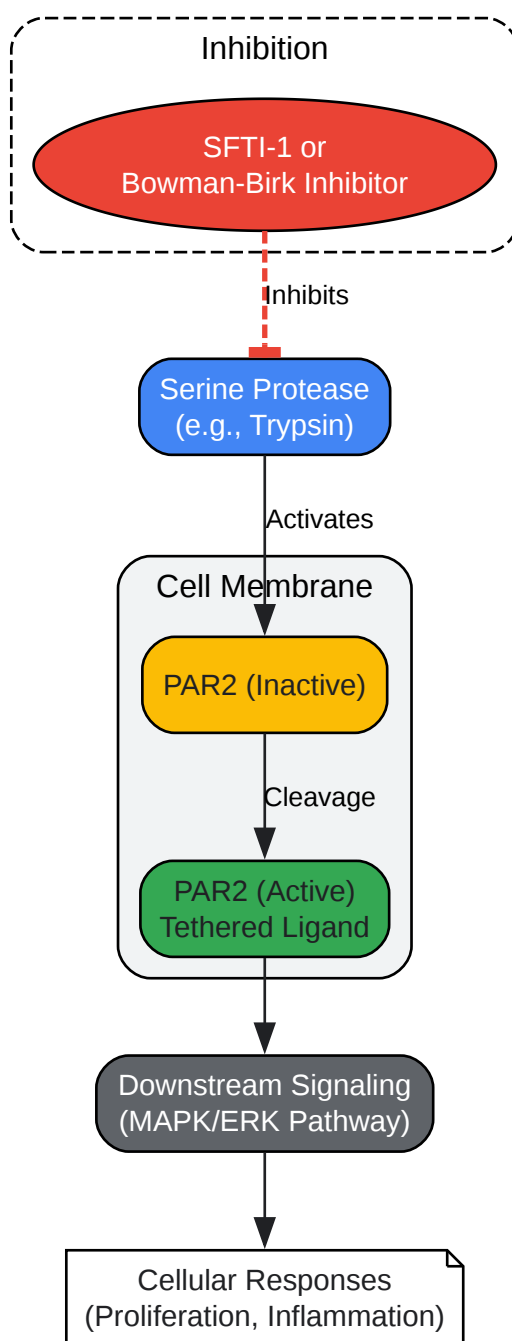 Inhibition
SFTI-1 or
Bowman-Birk Inhibitor
Inhibits
Serine Protease
(e.g., Trypsin)
Activates
Cell Membrane
PAR2 (Inactive)
Cleavage
PAR2 (Active)
Tethered Ligand
Downstream Signaling
(MAPK/ERK Pathway)
Cellular Responses
(Proliferation, Inflammation)